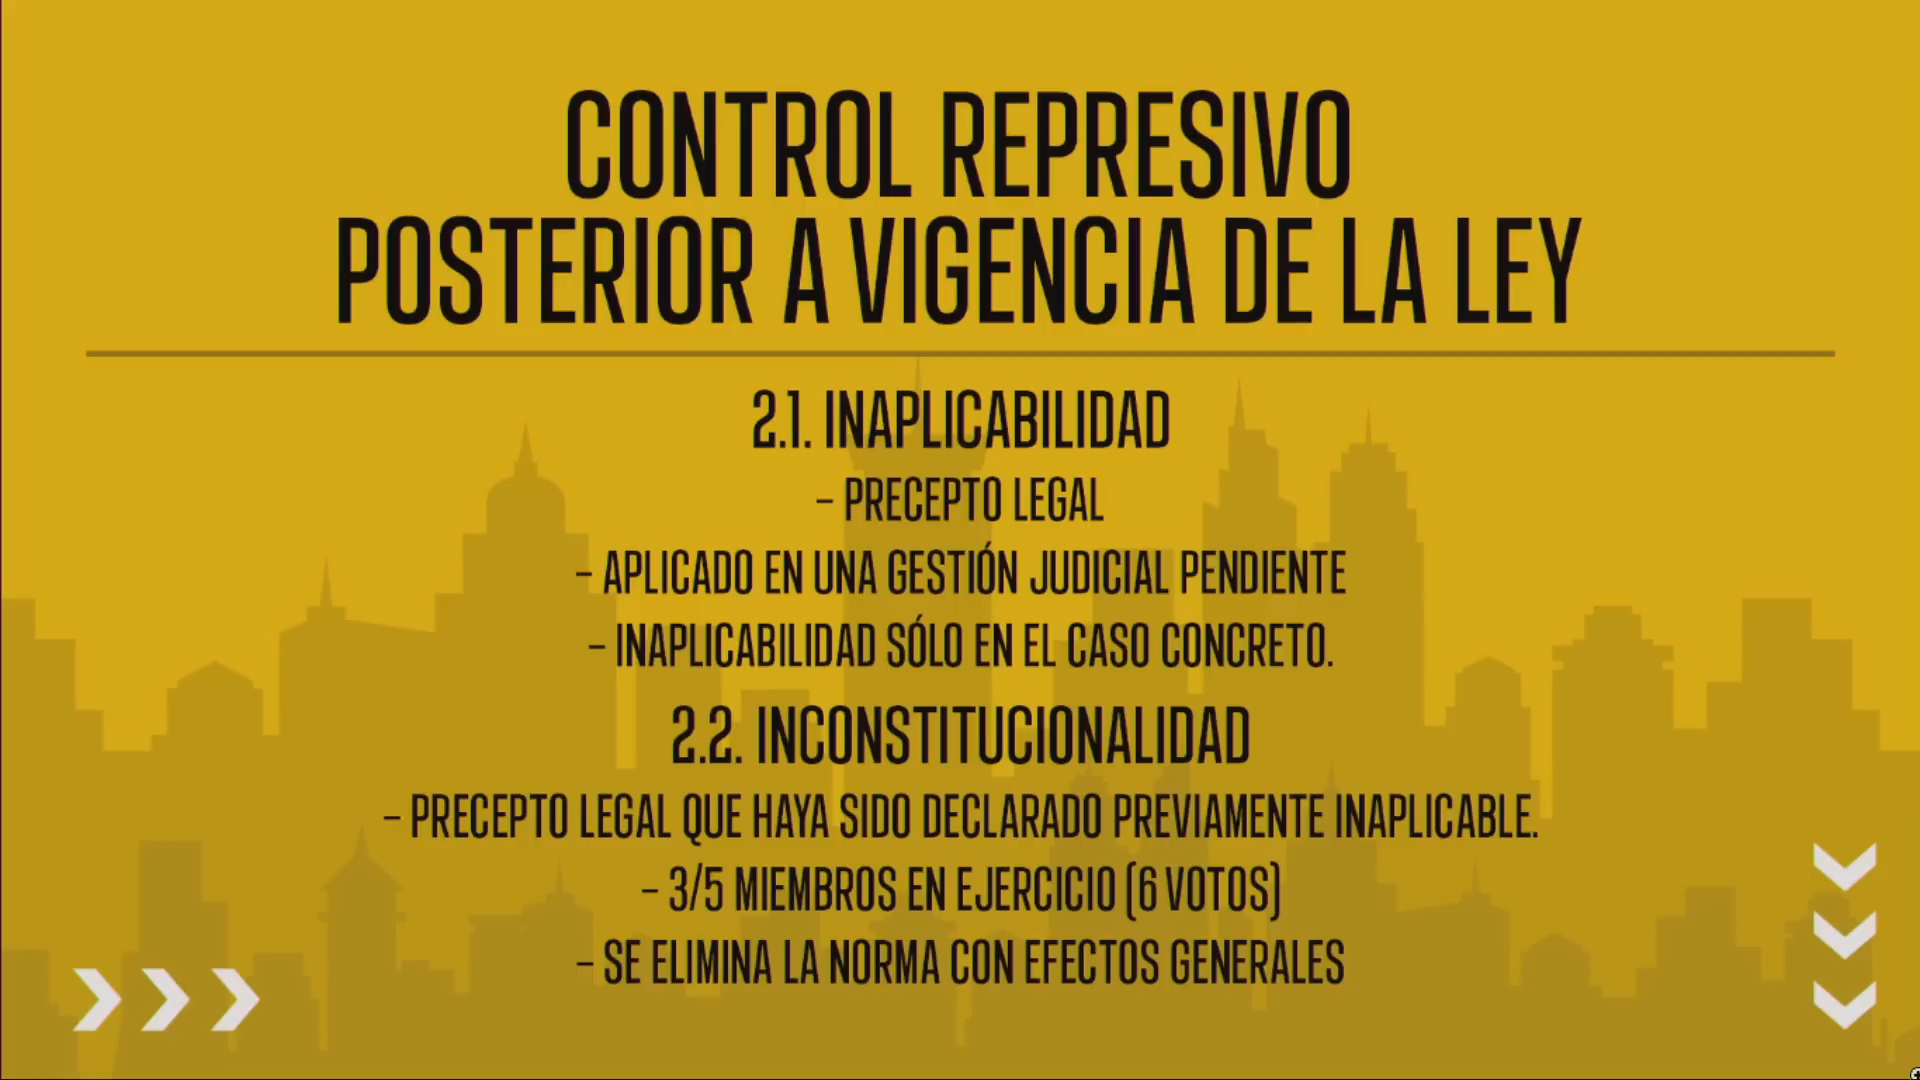 CONTROL REPRESIVO
POSTERIOR A VIGENCIA DE LA LEY
2.1. INAPLICABILIDAD
– PRECEPTO LEGAL
– APLICADO EN UNA GESTIÓN JUDICIAL PENDIENTE
– INAPLICABILIDAD SÓLO EN EL CASO CONCRETO.
2.2. INCONSTITUCIONALIDAD
– PRECEPTO LEGAL QUE HAYA SIDO DECLARADO PREVIAMENTE INAPLICABLE.
– 3/5 MIEMBROS EN EJERCICIO (6 VOTOS)
– SE ELIMINA LA NORMA CON EFECTOS GENERALES